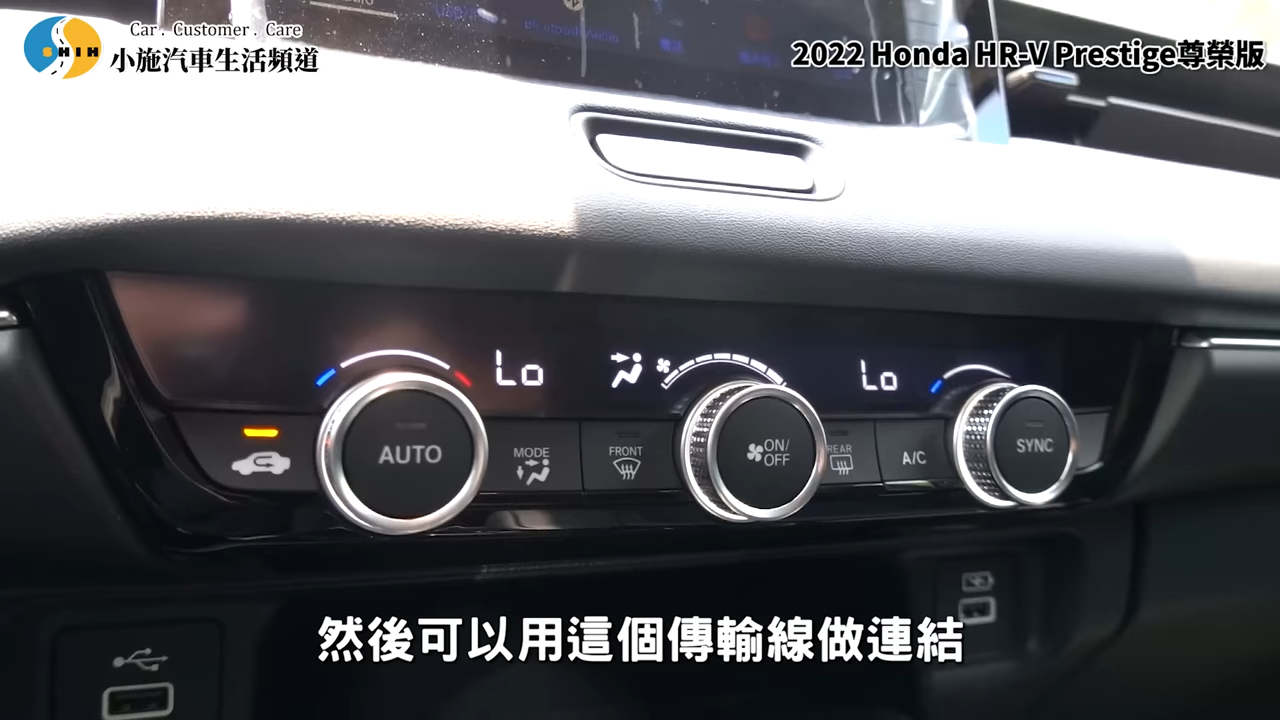 Car . Customer . Care
SHIH
小施汽車生活頻道
2022 Honda HR-V Prestige尊榮版
Bluetooth Audio
Lo
Lo
AUTO
MODE
FRONT
ON/
OFF
REAR
A/C
SYNC
然後可以用這個傳輸線做連結